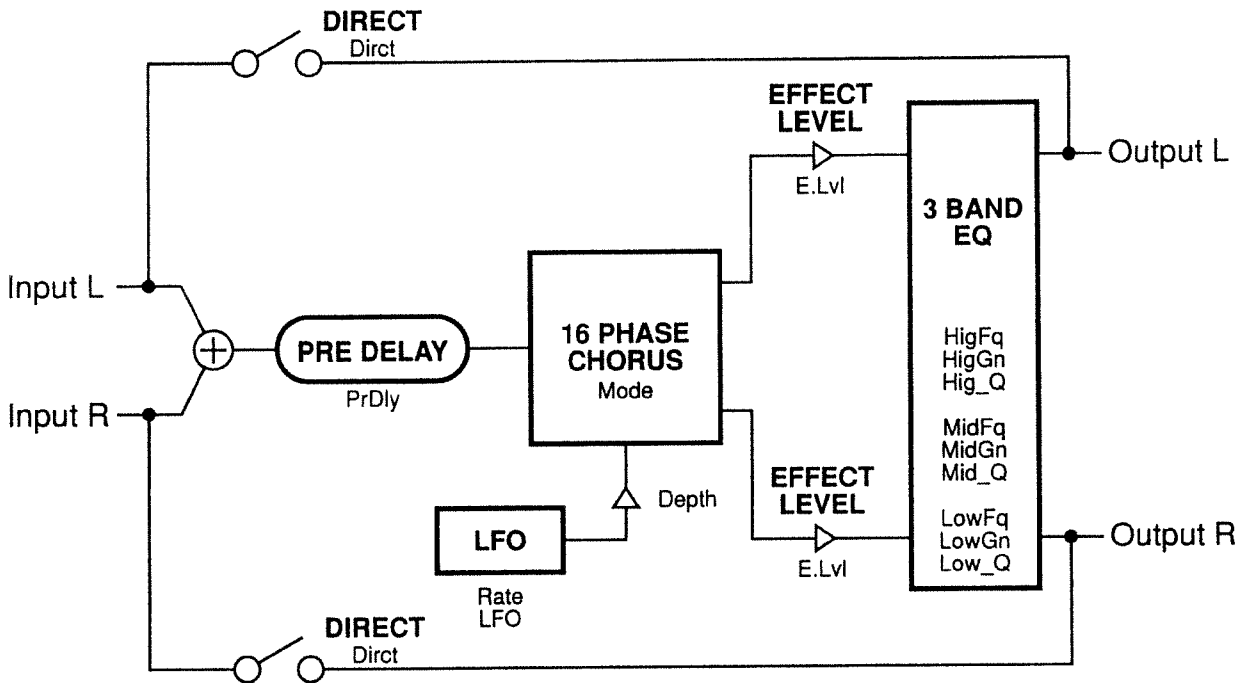 DIRECT
Dirct
EFFECT
LEVEL
E.Lvl
Output L
3 BAND
EQ
Input L
PRE DELAY
PrDly
16 PHASE
CHORUS
Mode
HigFq
HigGn
Hig_Q
Input R
MidFq
MidGn
Mid_Q
EFFECT
LEVEL
E.Lvl
Depth
LFO
Rate
LFO
LowFq
LowGn
Low_Q
Output R
DIRECT
Dirct